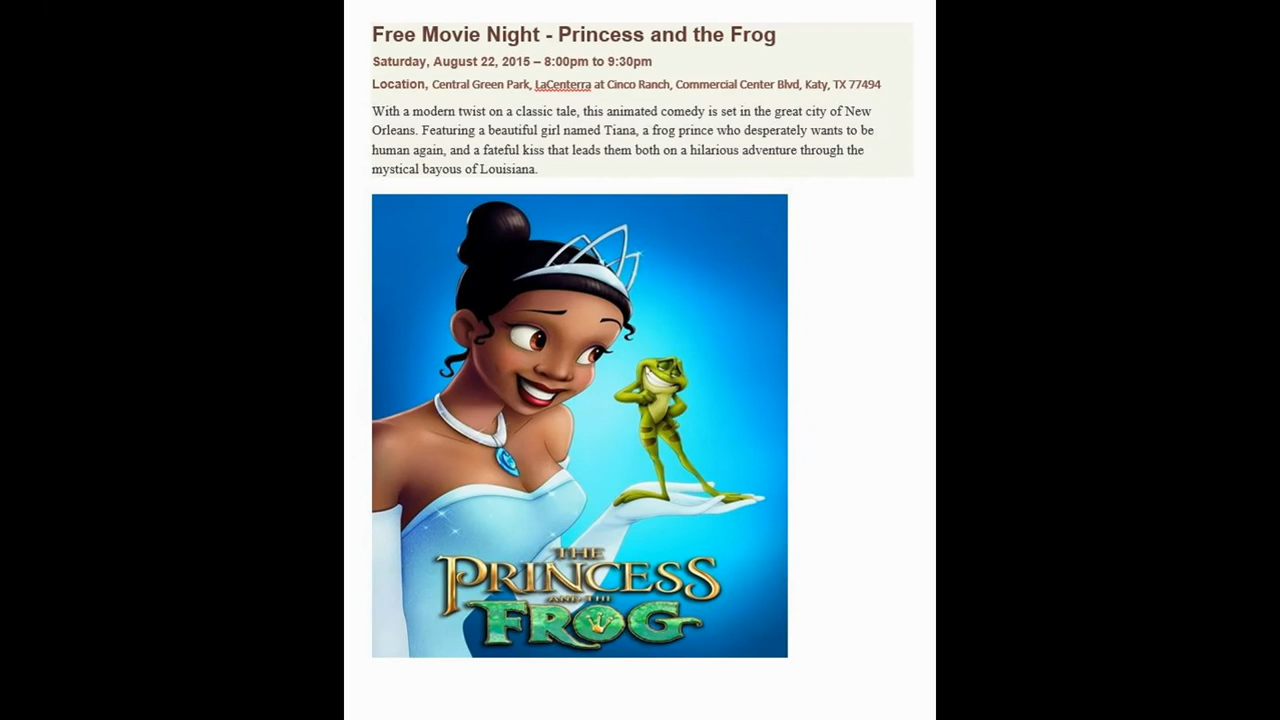 Free Movie Night - Princess and the Frog
Saturday, August 22, 2015 – 8:00pm to 9:30pm
Location, Central Green Park, LaCenterra at Cinco Ranch, Commercial Center Blvd, Katy, TX 77494
With a modern twist on a classic tale, this animated comedy is set in the great city of New
Orleans. Featuring a beautiful girl named Tiana, a frog prince who desperately wants to be
human again, and a fateful kiss that leads them both on a hilarious adventure through the
mystical bayous of Louisiana.
THE
PRINCESS
AND THE
FROG